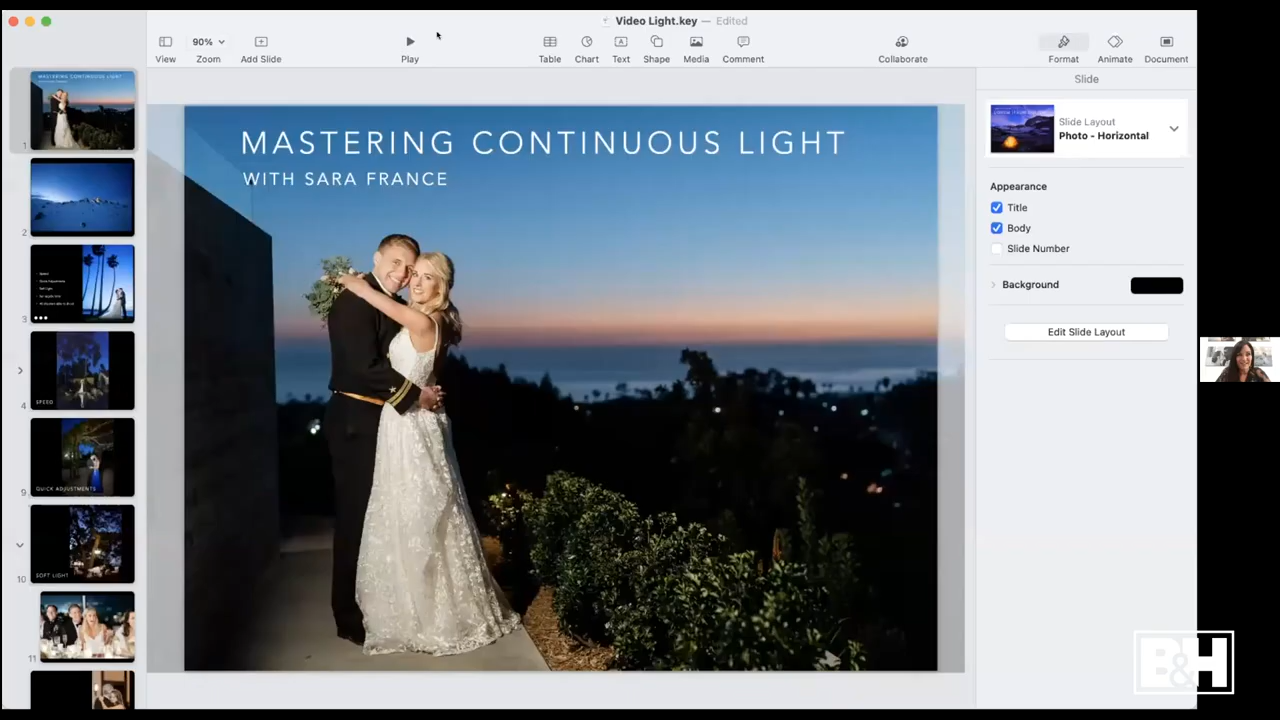 Video Light.key — Edited
90%
View
Zoom
Add Slide
Play
Table
Chart
Text
Shape
Media
Comment
Collaborate
Format
Animate
Document
1
2
3
4
SPEED
9
QUICK ADJUSTMENTS
10
SOFT LIGHT
11
MASTERING CONTINUOUS LIGHT
WITH SARA FRANCE
Slide
Slide Layout
Photo - Horizontal
Appearance
Title
Body
Slide Number
Background
Edit Slide Layout
B&H